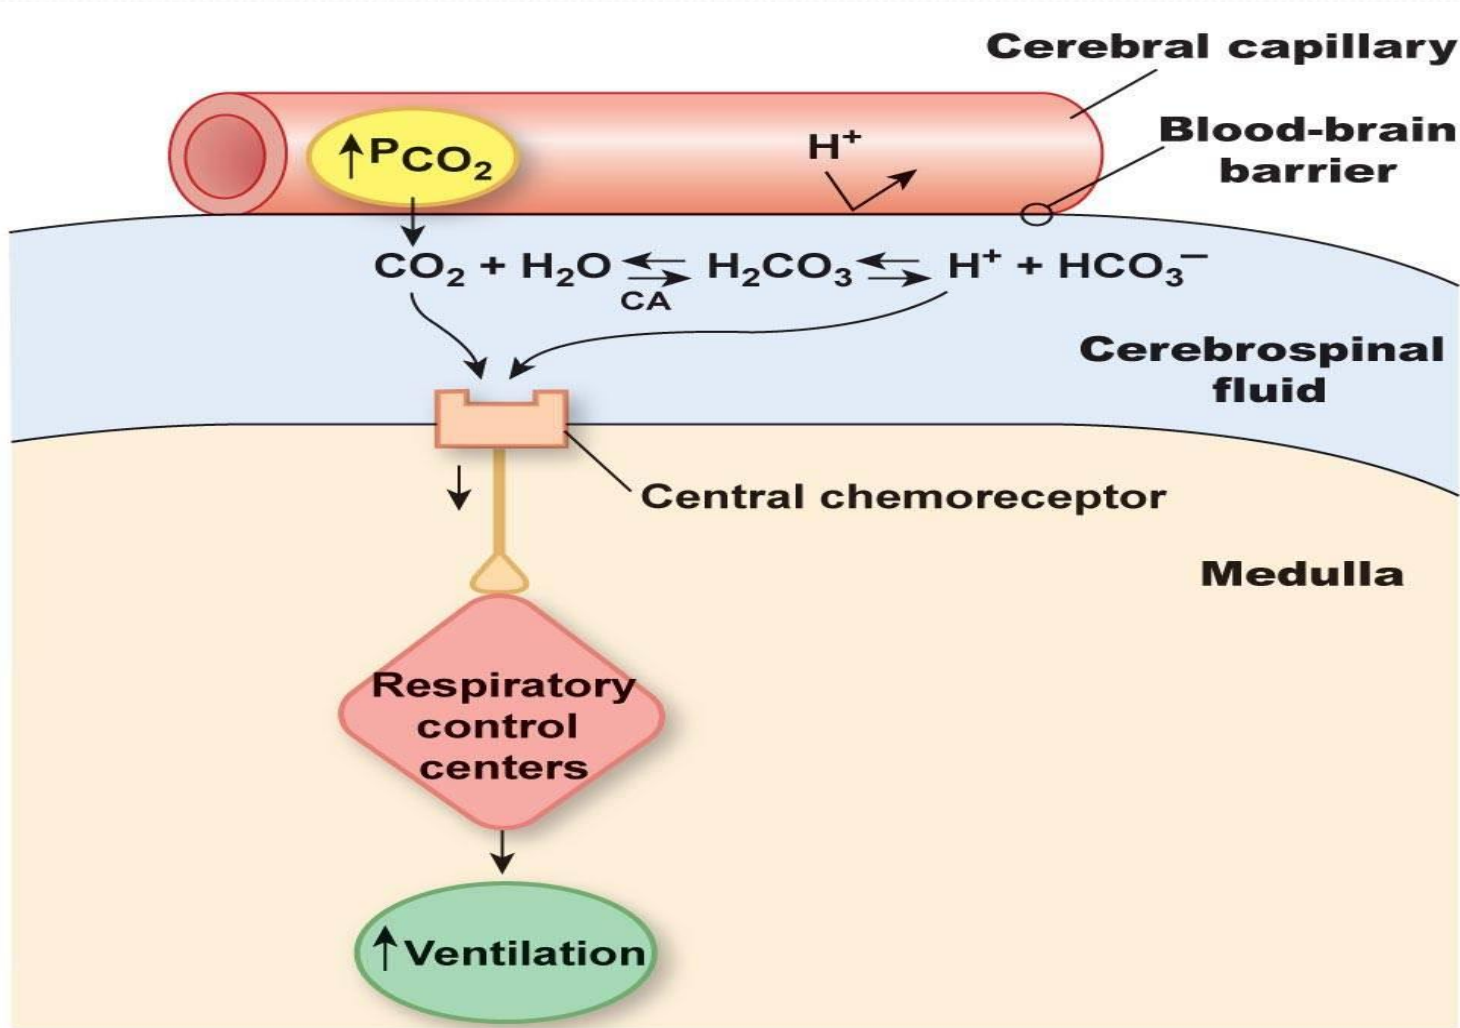 Cerebral capillary
Blood-brain
barrier
↑PCO₂
H⁺
CO₂ + H₂O ⇄ H₂CO₃ ⇄ H⁺ + HCO₃⁻
CA
Cerebrospinal
fluid
Central chemoreceptor
Medulla
Respiratory
control
centers
↑Ventilation